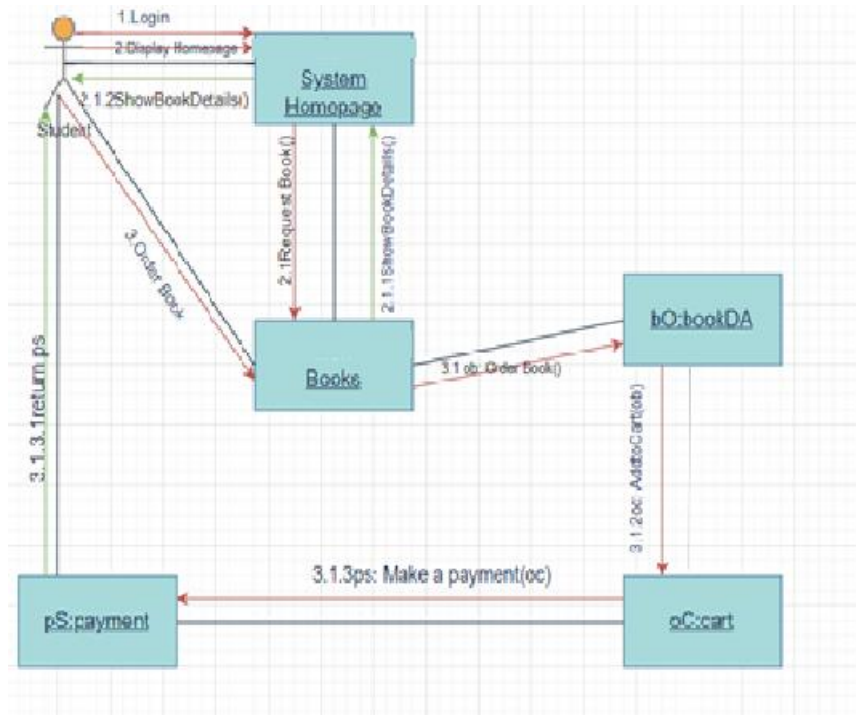 1.Login
2.Display Homepage
System
Homepage
2.1.2ShowBookDetails()
Student
2.1Request Book()
2.1.1ShowBookDetails()
3.Order Book
bO:bookDA
Books
3.1 ob: Order Book()
3.1.3.1return ps
3.1.2oc: AddtoCart(ob)
3.1.3ps: Make a payment(oc)
pS:payment
oC:cart